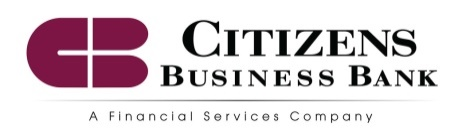 CITIZENS
BUSINESS BANK
A Financial Services Company